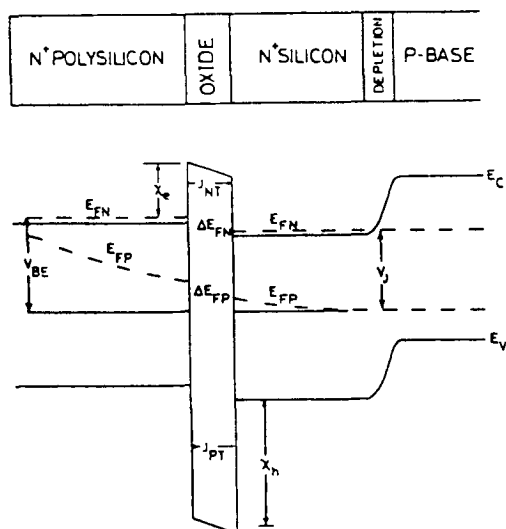 N⁺ POLYSILICON
OXIDE
N⁺ SILICON
DEPLETION
P-BASE
χe
JNT
EC
EFN
ΔEFN
EFN
EFP
VBE
VJ
ΔEFP
EFP
EV
JPT
χh